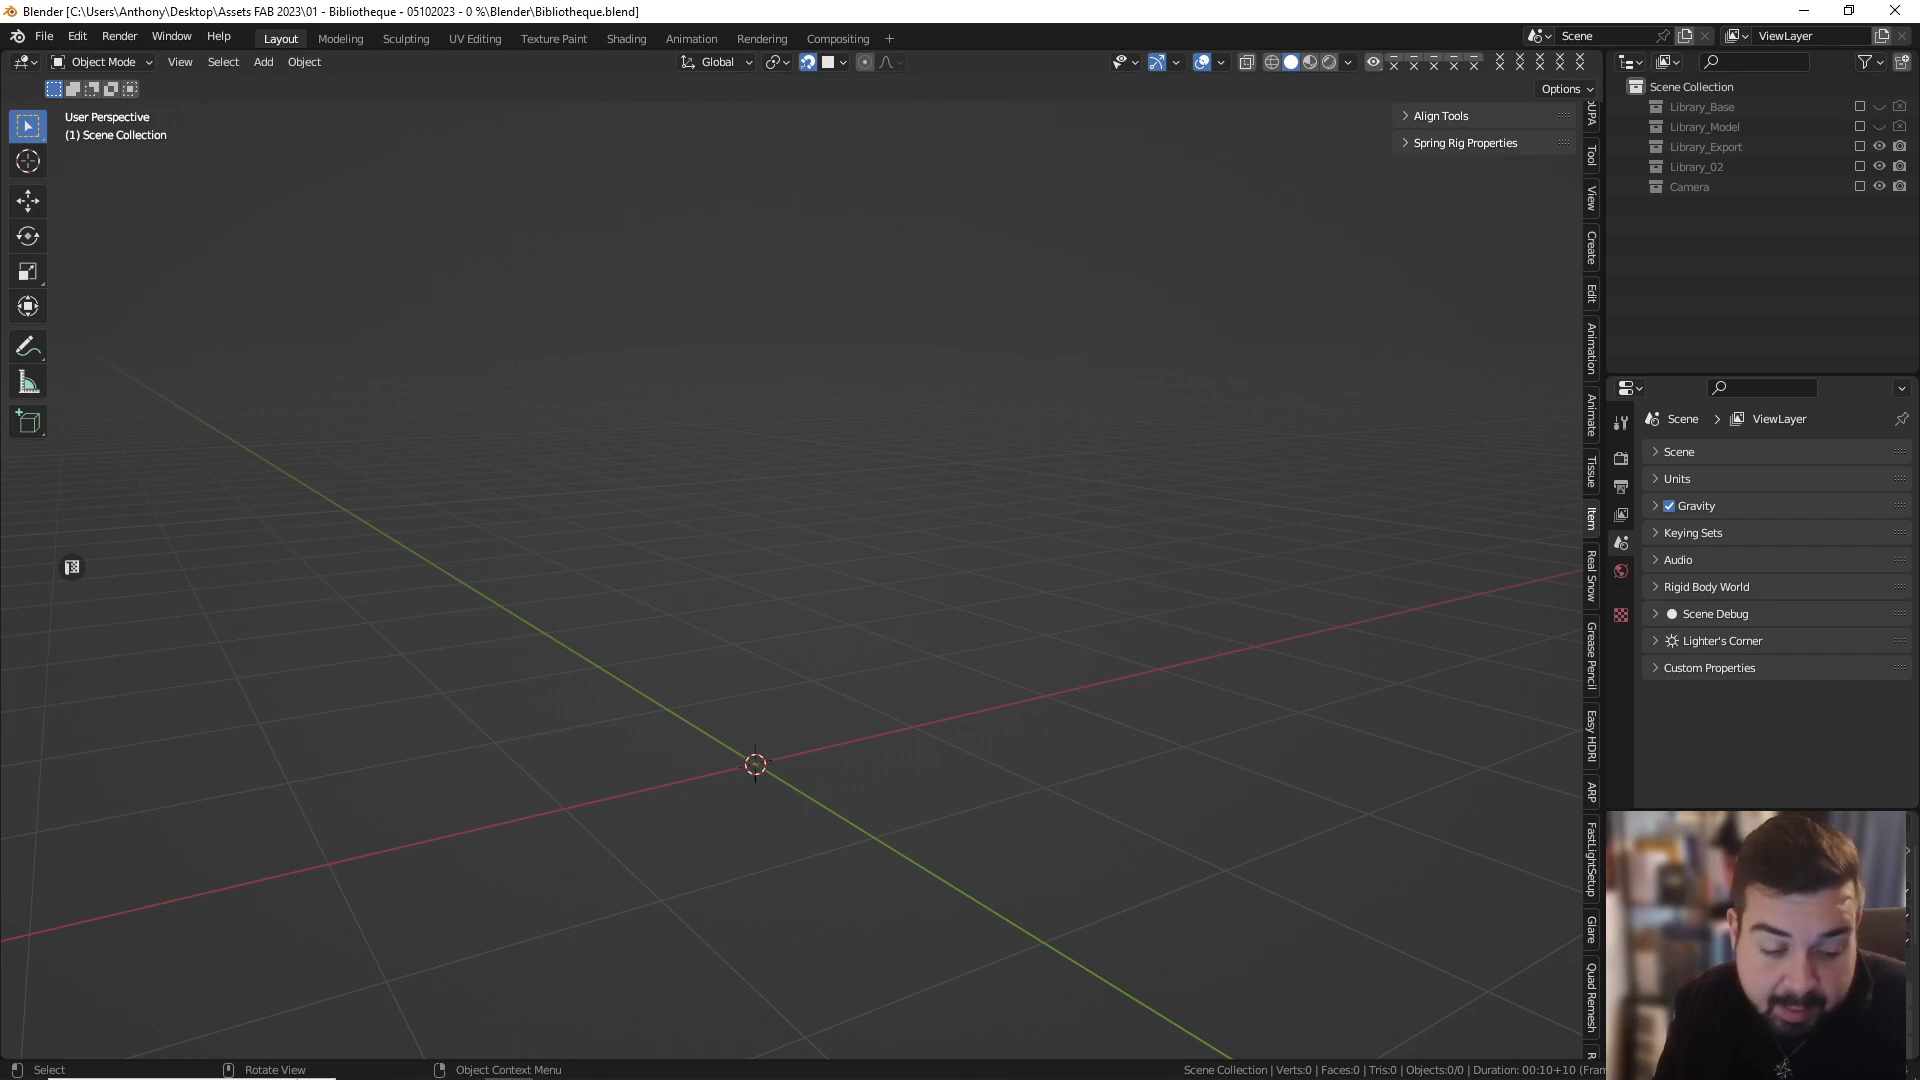 Blender [C:\Users\Anthony\Desktop\Assets FAB 2023\01 - Bibliotheque - 05102023 - 0 %\Blender\Bibliotheque.blend]
File Edit Render Window Help Layout Modeling Sculpting UV Editing Texture Paint Shading Animation Rendering Compositing + Scene ViewLayer
Object Mode View Select Add Object Global
Options
User Perspective
(1) Scene Collection
Align Tools
Spring Rig Properties
Tool
View
Create
Edit
Animation
Animate
Tissue
Item
Real Snow
Grease Pencil
Easy HDRI
ARP
FastLightSetup
Glare
Quad Remesh
R
Scene Collection
Library_Base
Library_Model
Library_Export
Library_02
Camera
Scene > ViewLayer
Scene
Units
Gravity
Keying Sets
Audio
Rigid Body World
Scene Debug
Lighter's Corner
Custom Properties
Select Rotate View Object Context Menu Scene Collection | Verts:0 | Faces:0 | Tris:0 | Objects:0/0 | Duration: 00:10+10 (Fram